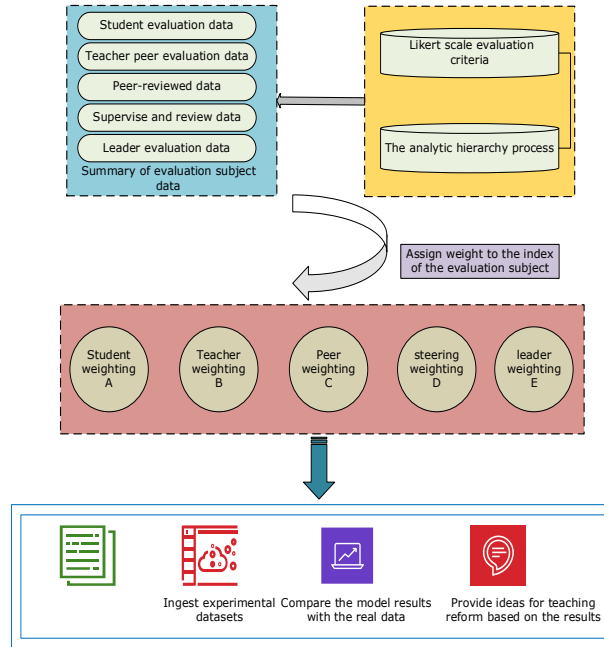 Student evaluation data
Teacher peer evaluation data
Peer-reviewed data
Supervise and review data
Leader evaluation data
Summary of evaluation subject
data
Likert scale evaluation
criteria
The analytic hierarchy process
Assign weight to the index
of the evaluation subject
Student
weighting
A
Teacher
weighting
B
Peer
weighting
C
steering
weighting
D
leader
weighting
E
Ingest experimental
datasets
Compare the model results
with the real data
Provide ideas for teaching
reform based on the results